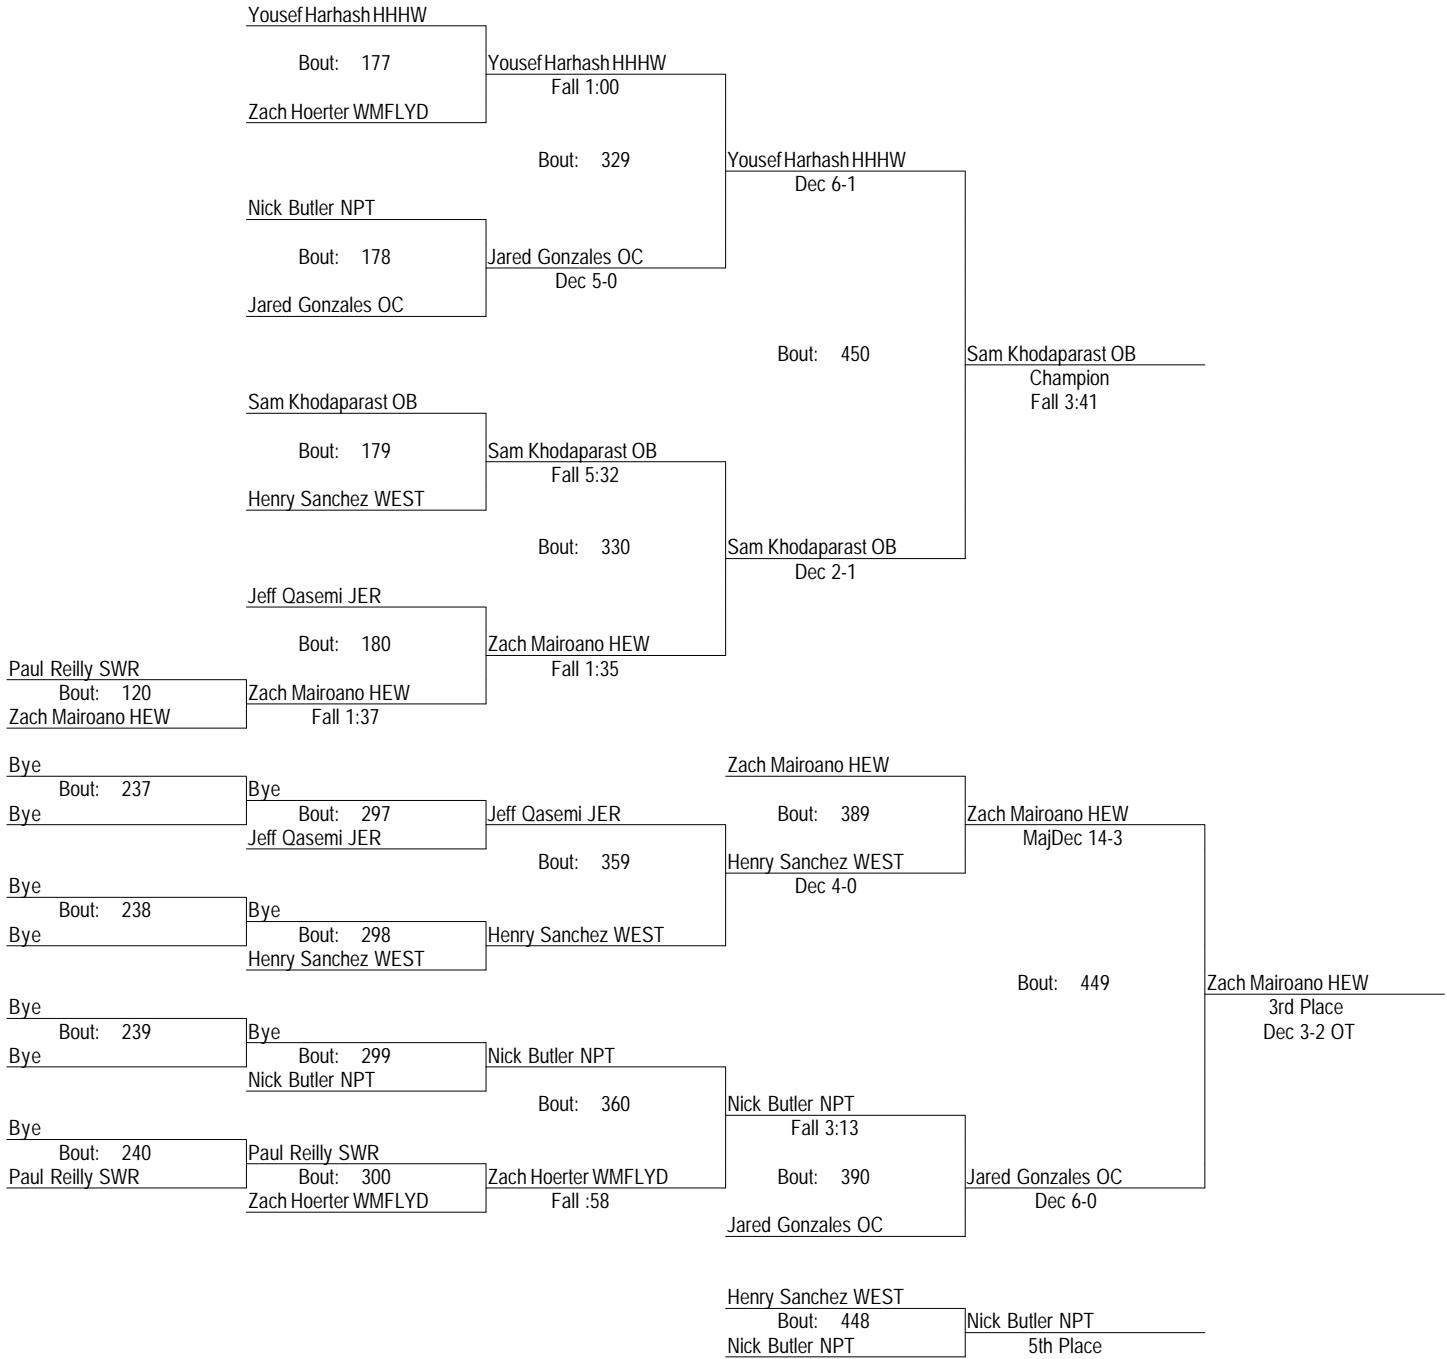 Yousef Harhash HHHW
Bout: 177
Yousef Harhash HHHW
Fall 1:00
Zach Hoerter WMFLYD
Bout: 329
Yousef Harhash HHHW
Dec 6-1
Nick Butler NPT
Bout: 178
Jared Gonzales OC
Dec 5-0
Jared Gonzales OC
Bout: 450
Sam Khodaparast OB
Champion
Fall 3:41
Sam Khodaparast OB
Bout: 179
Sam Khodaparast OB
Fall 5:32
Henry Sanchez WEST
Bout: 330
Sam Khodaparast OB
Dec 2-1
Jeff Qasemi JER
Bout: 180
Zach Mairoano HEW
Fall 1:35
Paul Reilly SWR
Bout: 120
Zach Mairoano HEW
Zach Mairoano HEW
Fall 1:37
Bye
Bout: 237
Bye
Bye
Bout: 297
Jeff Qasemi JER
Jeff Qasemi JER
Zach Mairoano HEW
Bout: 389
Zach Mairoano HEW
MajDec 14-3
Bout: 359
Henry Sanchez WEST
Dec 4-0
Bye
Bout: 238
Bye
Bye
Bout: 298
Henry Sanchez WEST
Henry Sanchez WEST
Bout: 449
Zach Mairoano HEW
3rd Place
Dec 3-2 OT
Bye
Bout: 239
Bye
Bye
Bout: 299
Nick Butler NPT
Nick Butler NPT
Bout: 360
Nick Butler NPT
Fall 3:13
Bye
Bout: 240
Paul Reilly SWR
Paul Reilly SWR
Bout: 300
Zach Hoerter WMFLYD
Zach Hoerter WMFLYD
Fall :58
Bout: 390
Jared Gonzales OC
Dec 6-0
Jared Gonzales OC
Henry Sanchez WEST
Bout: 448
Nick Butler NPT
Nick Butler NPT
5th Place